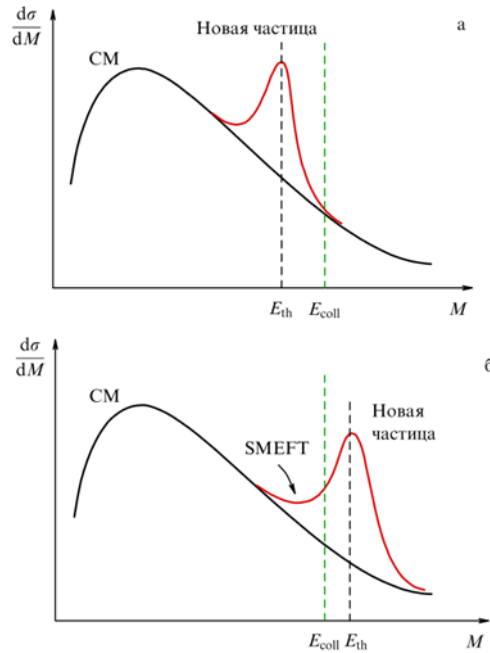 dσ
dM
Новая частица
а
СМ
E_th
E_coll
M
dσ
dM
б
СМ
Новая
частица
SMEFT
E_coll
E_th
M